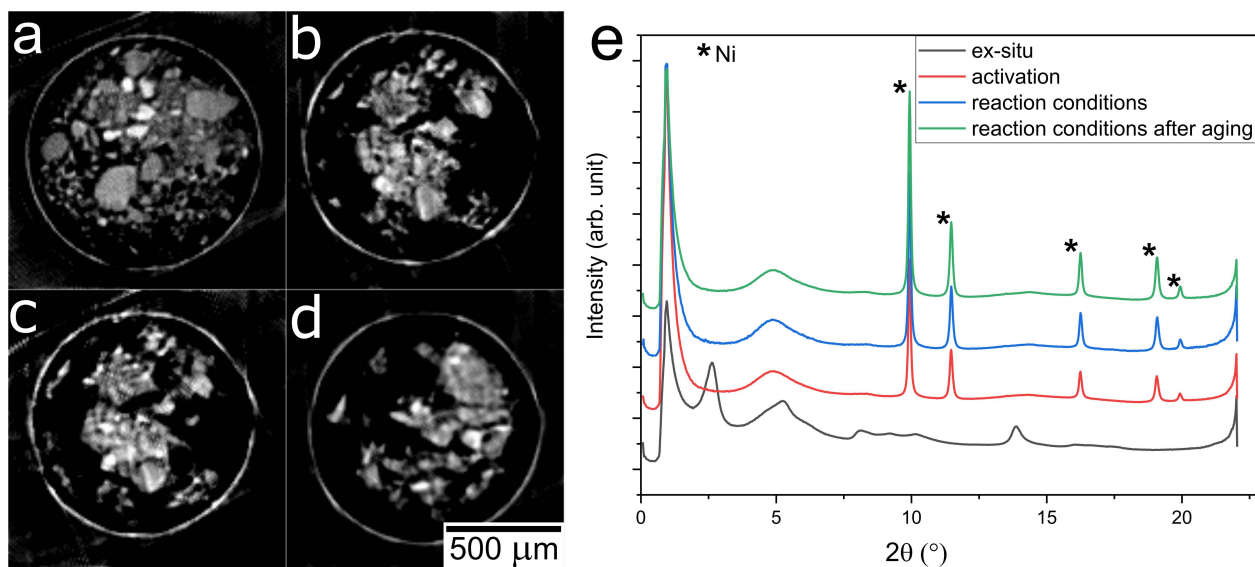 a
b
c
d
500 μm
e
* Ni
ex-situ
activation
reaction conditions
reaction conditions after aging
*
*
*
*
*
Intensity (arb. unit)
0 5 10 15 20
2θ (°)